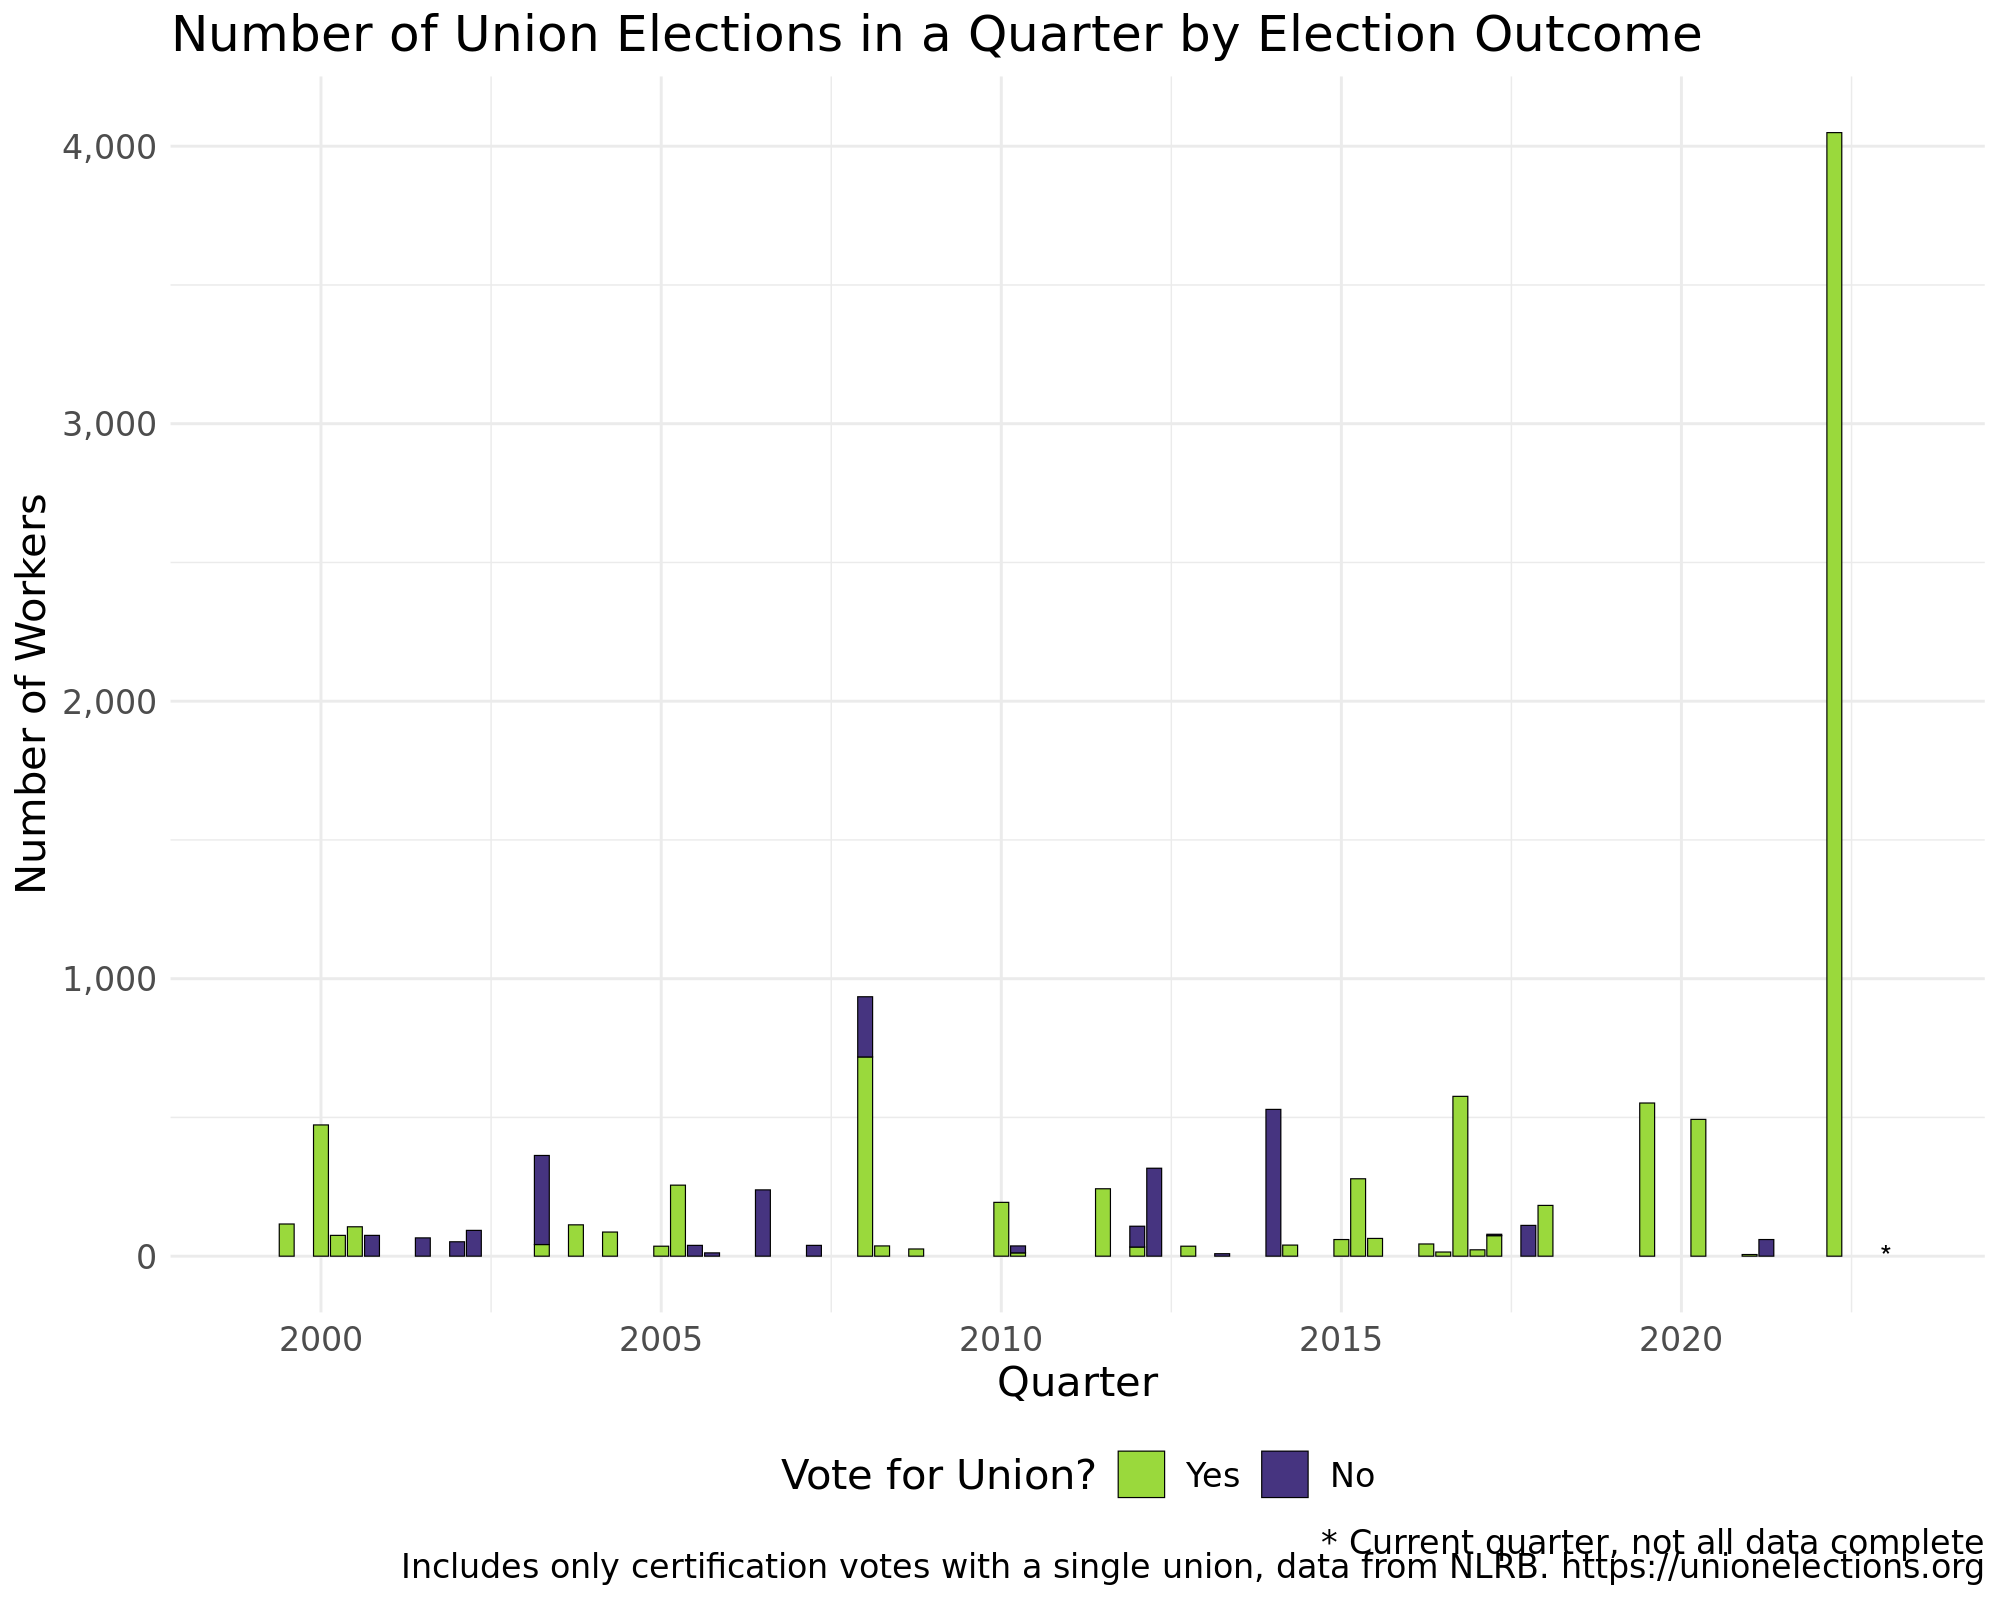 Number of Union Elections in a Quarter by Election Outcome
Number of Workers
4,000
3,000
2,000
1,000
0
*
2000 2005 2010 2015 2020
Quarter
Vote for Union? Yes No
* Current quarter, not all data complete
Includes only certification votes with a single union, data from NLRB. https://unionelections.org